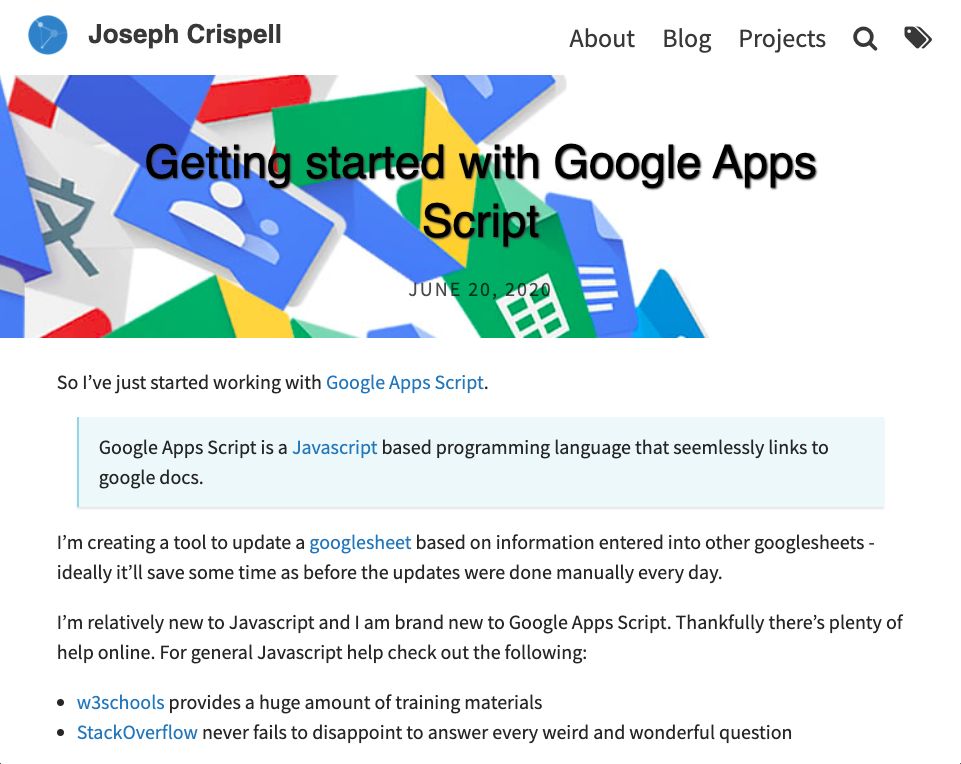 Joseph Crispell
About Blog Projects
Getting started with Google Apps
Script
JUNE 20, 2020
So I’ve just started working with Google Apps Script.
Google Apps Script is a Javascript based programming language that seemlessly links to
google docs.
I’m creating a tool to update a googlesheet based on information entered into other googlesheets -
ideally it’ll save some time as before the updates were done manually every day.
I’m relatively new to Javascript and I am brand new to Google Apps Script. Thankfully there’s plenty of
help online. For general Javascript help check out the following:
• w3schools provides a huge amount of training materials
• StackOverflow never fails to disappoint to answer every weird and wonderful question